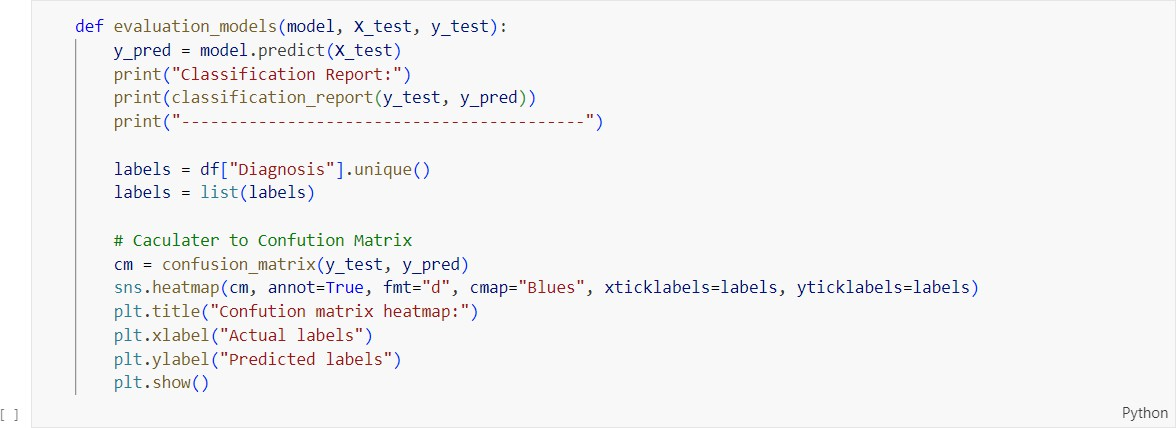 def evaluation_models(model, X_test, y_test):
y_pred = model.predict(X_test)
print("Classification Report:")
print(classification_report(y_test, y_pred))
print("------------------------------------------")
labels = df["Diagnosis"].unique()
labels = list(labels)
# Caculater to Confution Matrix
cm = confusion_matrix(y_test, y_pred)
sns.heatmap(cm, annot=True, fmt="d", cmap="Blues", xticklabels=labels, yticklabels=labels)
plt.title("Confution matrix heatmap:")
plt.xlabel("Actual labels")
plt.ylabel("Predicted labels")
plt.show()
[ ]
Python